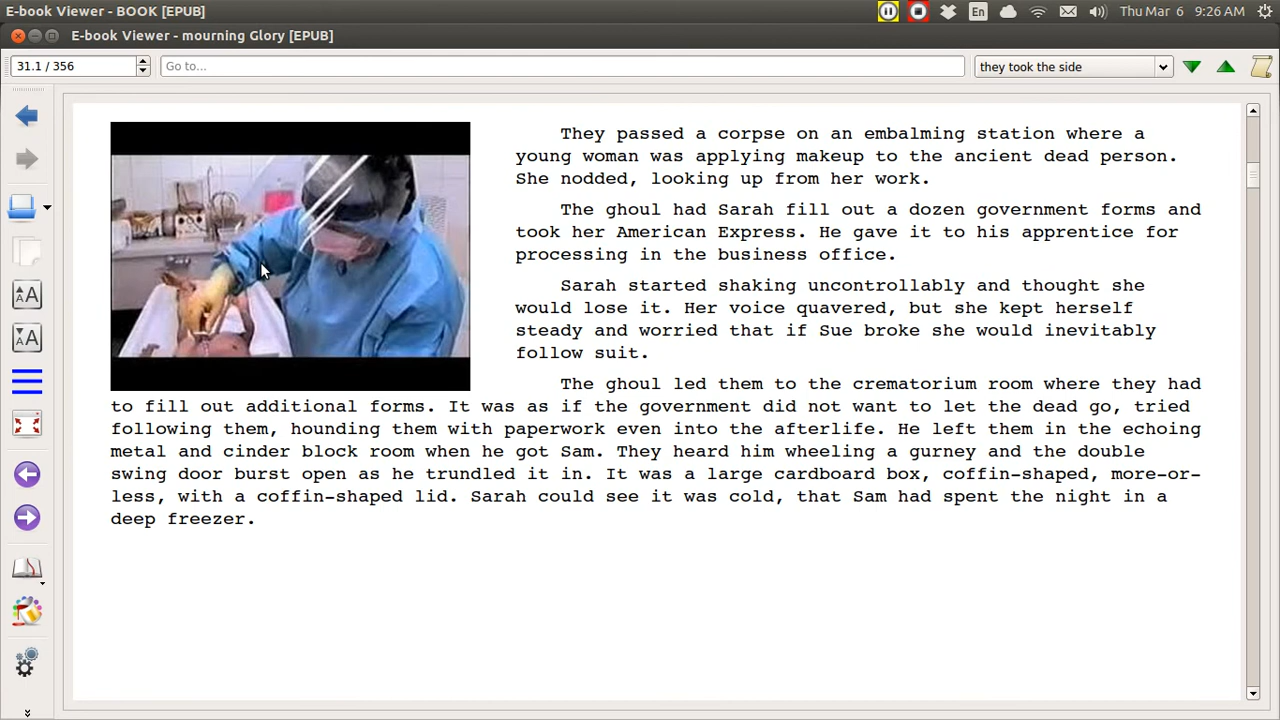 E-book Viewer - BOOK [EPUB]
En
Thu Mar 6 9:26 AM
E-book Viewer - mourning Glory [EPUB]
31.1 / 356
Go to...
they took the side
They passed a corpse on an embalming station where a
young woman was applying makeup to the ancient dead person.
She nodded, looking up from her work.
The ghoul had Sarah fill out a dozen government forms and
took her American Express. He gave it to his apprentice for
processing in the business office.
Sarah started shaking uncontrollably and thought she
would lose it. Her voice quavered, but she kept herself
steady and worried that if Sue broke she would inevitably
follow suit.
The ghoul led them to the crematorium room where they had
to fill out additional forms. It was as if the government did not want to let the dead go, tried
following them, hounding them with paperwork even into the afterlife. He left them in the echoing
metal and cinder block room when he got Sam. They heard him wheeling a gurney and the double
swing door burst open as he trundled it in. It was a large cardboard box, coffin-shaped, more-or-
less, with a coffin-shaped lid. Sarah could see it was cold, that Sam had spent the night in a
deep freezer.
AA
AA